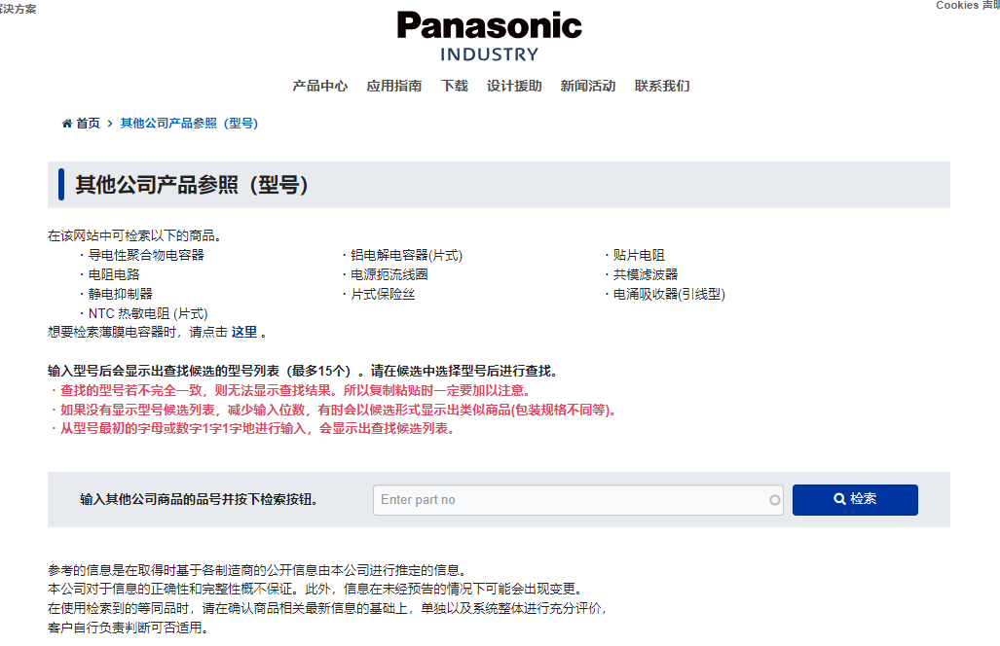 解决方案
Cookies 声明
Panasonic
INDUSTRY
产品中心 应用指南 下载 设计援助 新闻活动 联系我们
首页 > 其他公司产品参照（型号）
其他公司产品参照（型号）
在该网站中可检索以下的商品。
・导电性聚合物电容器 ・铝电解电容器(片式) ・贴片电阻
・电阻电路 ・电源扼流线圈 ・共模滤波器
・静电抑制器 ・片式保险丝 ・电涌吸收器(引线型)
・NTC 热敏电阻 (片式)
想要检索薄膜电容器时，请点击 这里 。
输入型号后会显示出查找候选的型号列表（最多15个）。请在候选中选择型号后进行查找。
・查找的型号若不完全一致，则无法显示查找结果。所以复制粘贴时一定要加以注意。
・如果没有显示型号候选列表，减少输入位数，有时会以候选形式显示出类似商品(包装规格不同等)。
・从型号最初的字母或数字1字1字地进行输入，会显示出查找候选列表。
输入其他公司商品的品号并按下检索按钮。 Enter part no 检索
参考的信息是在取得时基于各制造商的公开信息由本公司进行推定的信息。
本公司对于信息的正确性和完整性概不保证。此外，信息在未经预告的情况下可能会出现变更。
在使用检索到的等同品时，请在确认商品相关最新信息的基础上，单独以及系统整体进行充分评价，
客户自行负责判断可否适用。